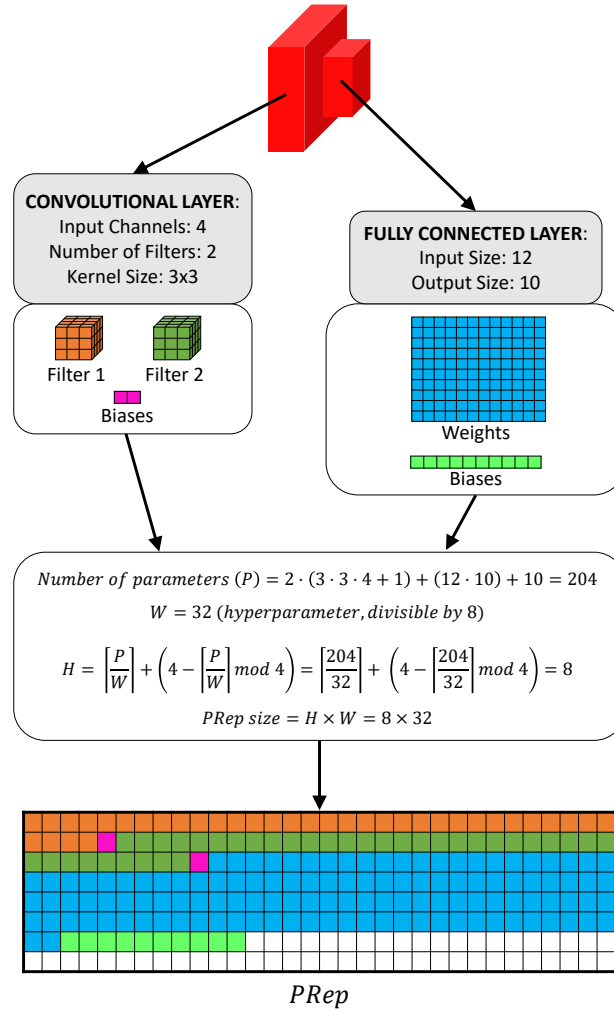 CONVOLUTIONAL LAYER:
Input Channels: 4
Number of Filters: 2
Kernel Size: 3x3
FULLY CONNECTED LAYER:
Input Size: 12
Output Size: 10
Filter 1
Filter 2
Biases
Weights
Biases
Number of parameters (P) = 2 · (3 · 3 · 4 + 1) + (12 · 10) + 10 = 204
W = 32 (hyperparameter, divisible by 8)
H = ⌈P/W⌉ + (4 − ⌈P/W⌉ mod 4) = ⌈204/32⌉ + (4 − ⌈204/32⌉ mod 4) = 8
PRep size = H × W = 8 × 32
PRep